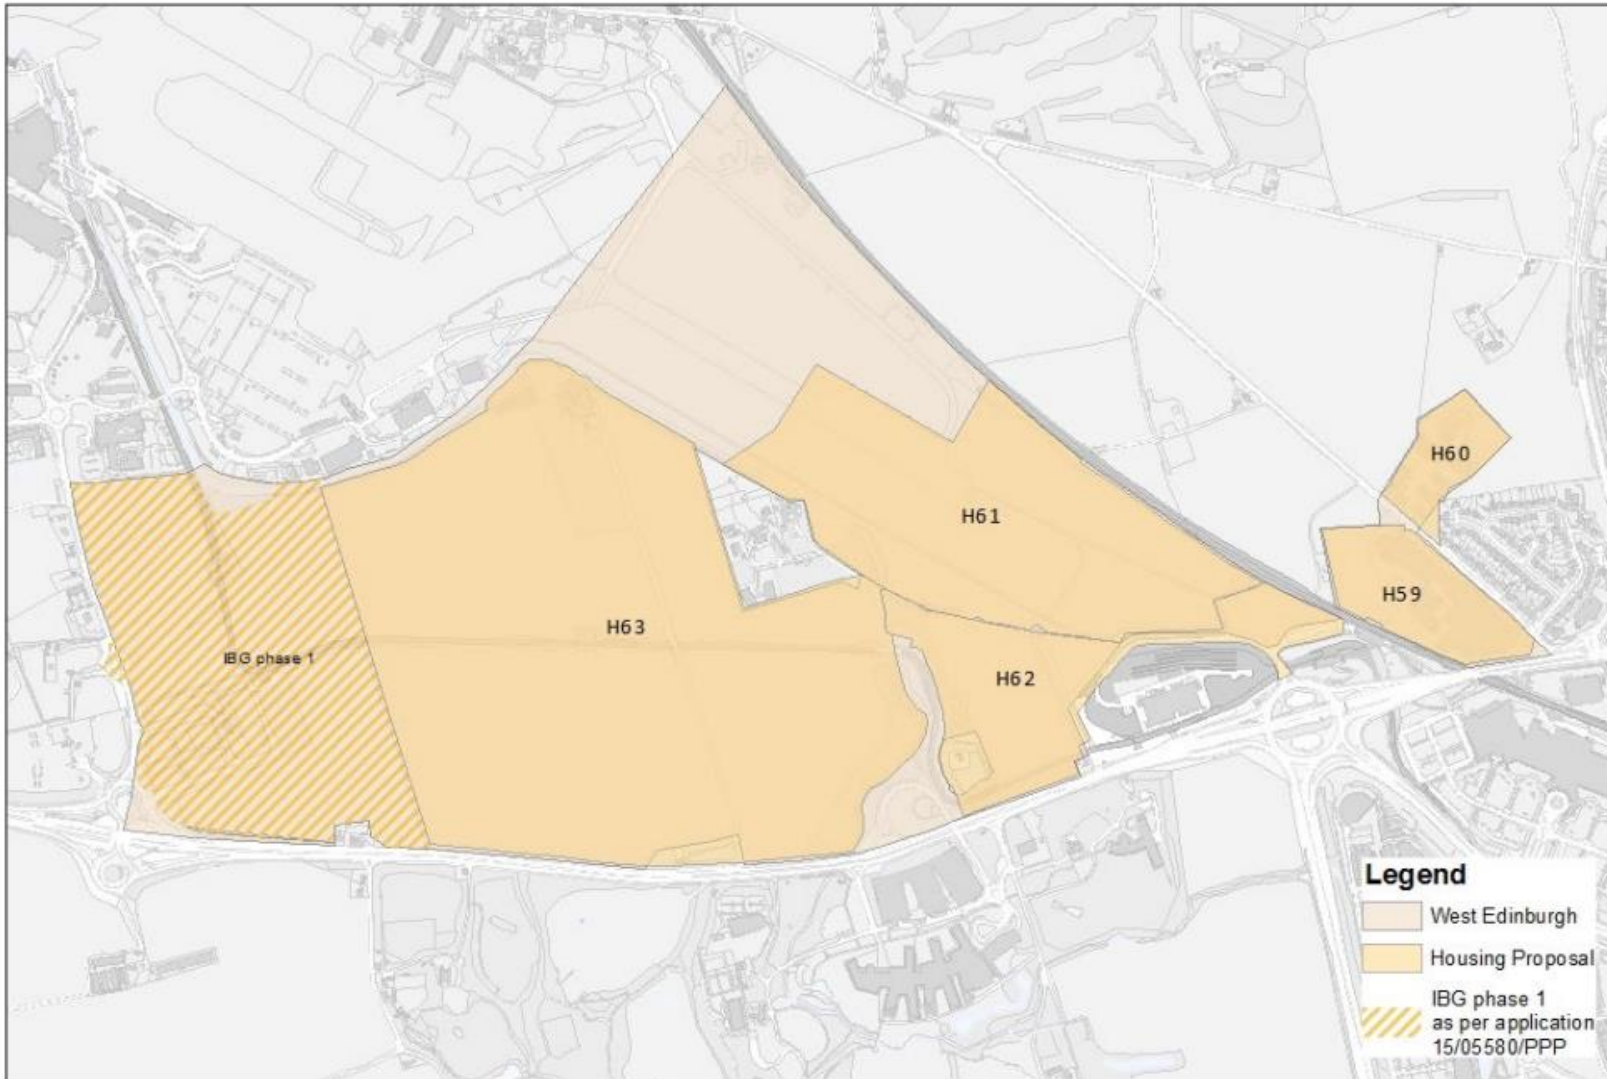 H60
H61
H59
H63
IBG phase 1
H62
Legend
West Edinburgh
Housing Proposal
IBG phase 1
as per application
15/05580/PPP